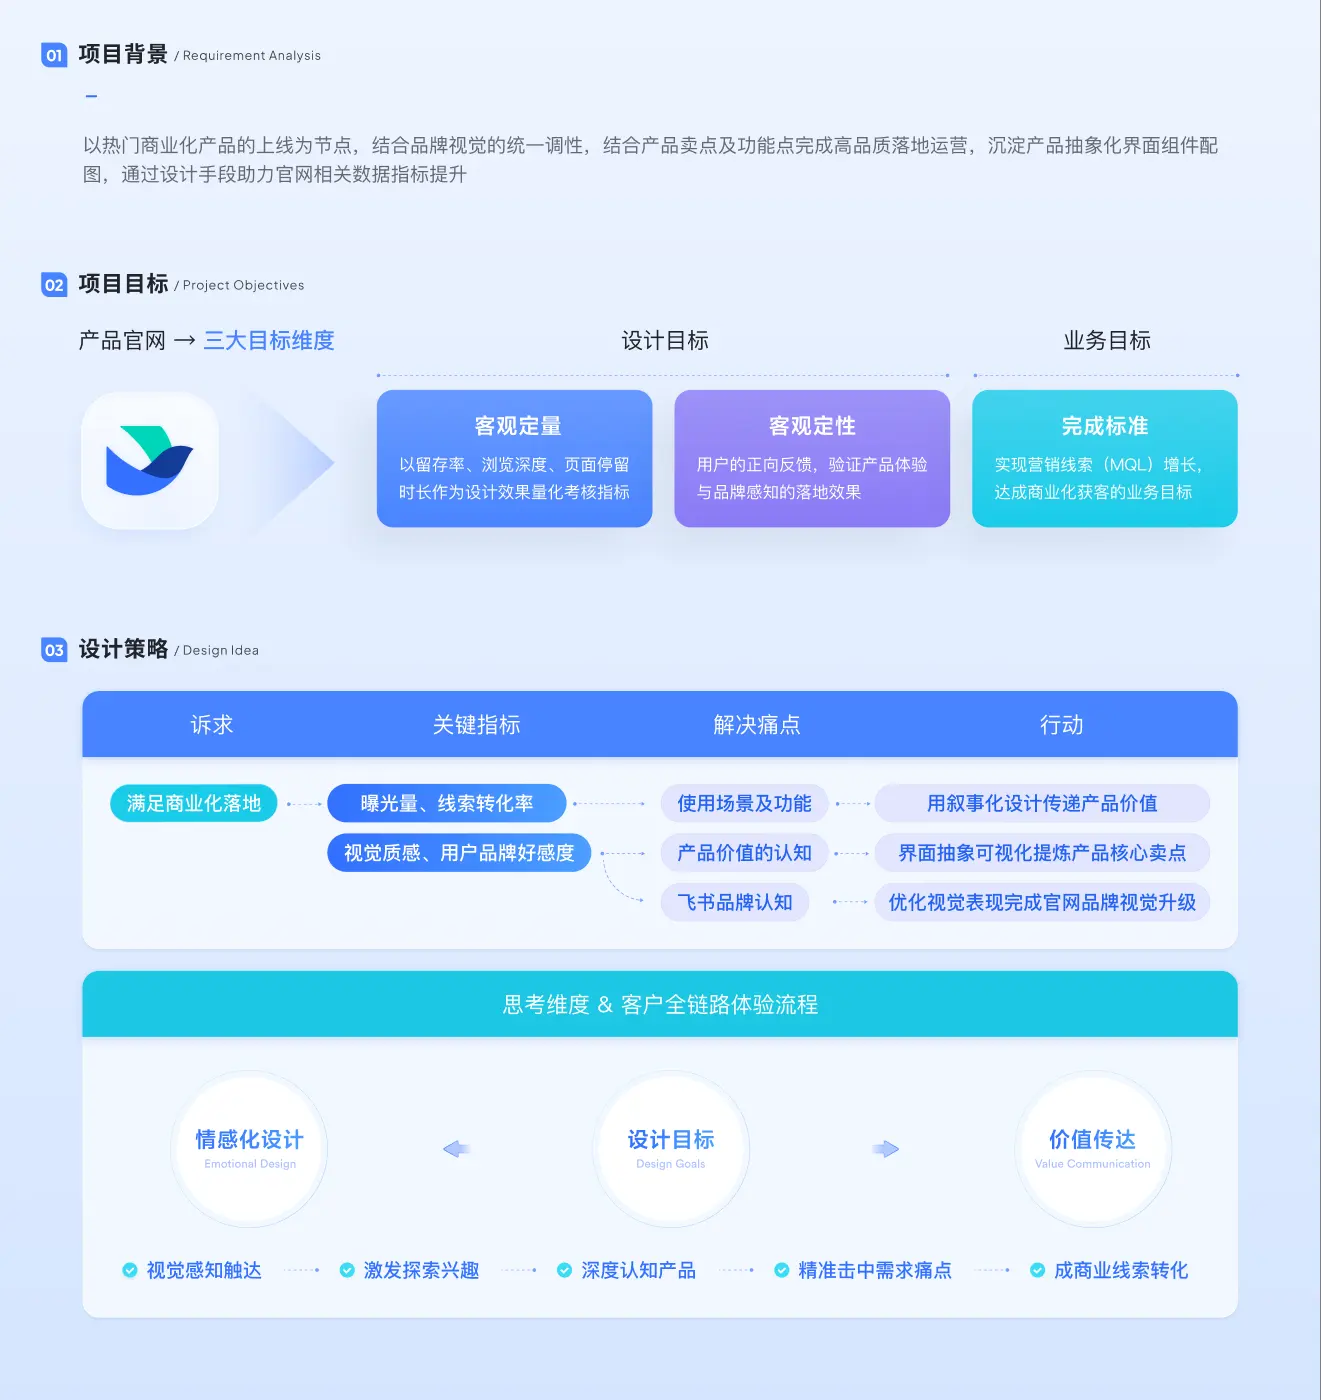 01 项目背景 / Requirement Analysis
以热门商业化产品的上线为节点，结合品牌视觉的统一调性，结合产品卖点及功能点完成高品质落地运营，沉淀产品抽象化界面组件配
图，通过设计手段助力官网相关数据指标提升
02 项目目标 / Project Objectives
产品官网 → 三大目标维度
设计目标
业务目标
客观定量
以留存率、浏览深度、页面停留
时长作为设计效果量化考核指标
客观定性
用户的正向反馈，验证产品体验
与品牌感知的落地效果
完成标准
实现营销线索（MQL）增长，
达成商业化获客的业务目标
03 设计策略 / Design Idea
诉求 关键指标 解决痛点 行动
满足商业化落地 曝光量、线索转化率 使用场景及功能 用叙事化设计传递产品价值
视觉质感、用户品牌好感度 产品价值的认知 界面抽象可视化提炼产品核心卖点
飞书品牌认知 优化视觉表现完成官网品牌视觉升级
思考维度 & 客户全链路体验流程
情感化设计 设计目标 价值传达
Emotional Design Design Goals Value Communication
视觉感知触达 激发探索兴趣 深度认知产品 精准击中需求痛点 成商业线索转化